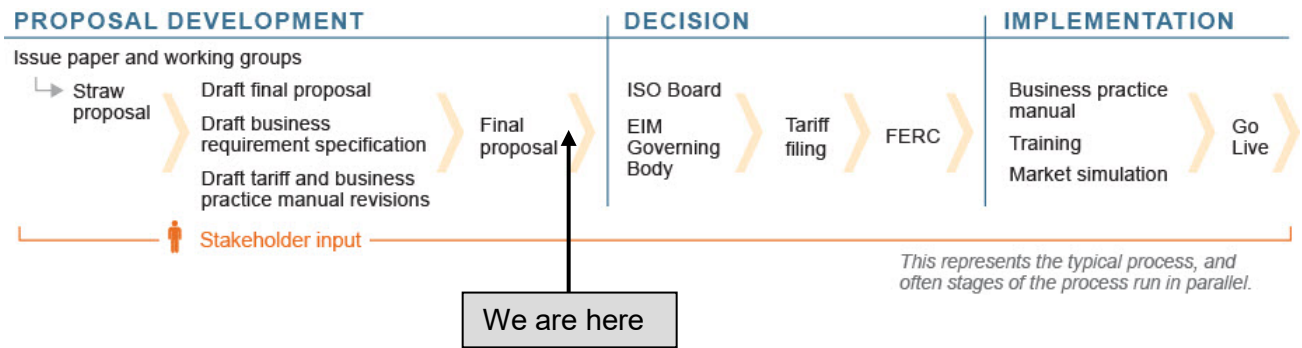 PROPOSAL DEVELOPMENT
Issue paper and working groups
Straw
proposal
Draft final proposal
Draft business
requirement specification
Draft tariff and business
practice manual revisions
Final
proposal
DECISION
ISO Board
EIM
Governing
Body
Tariff
filing
FERC
IMPLEMENTATION
Business practice
manual
Training
Market simulation
Go
Live
Stakeholder input
This represents the typical process, and
often stages of the process run in parallel.
We are here